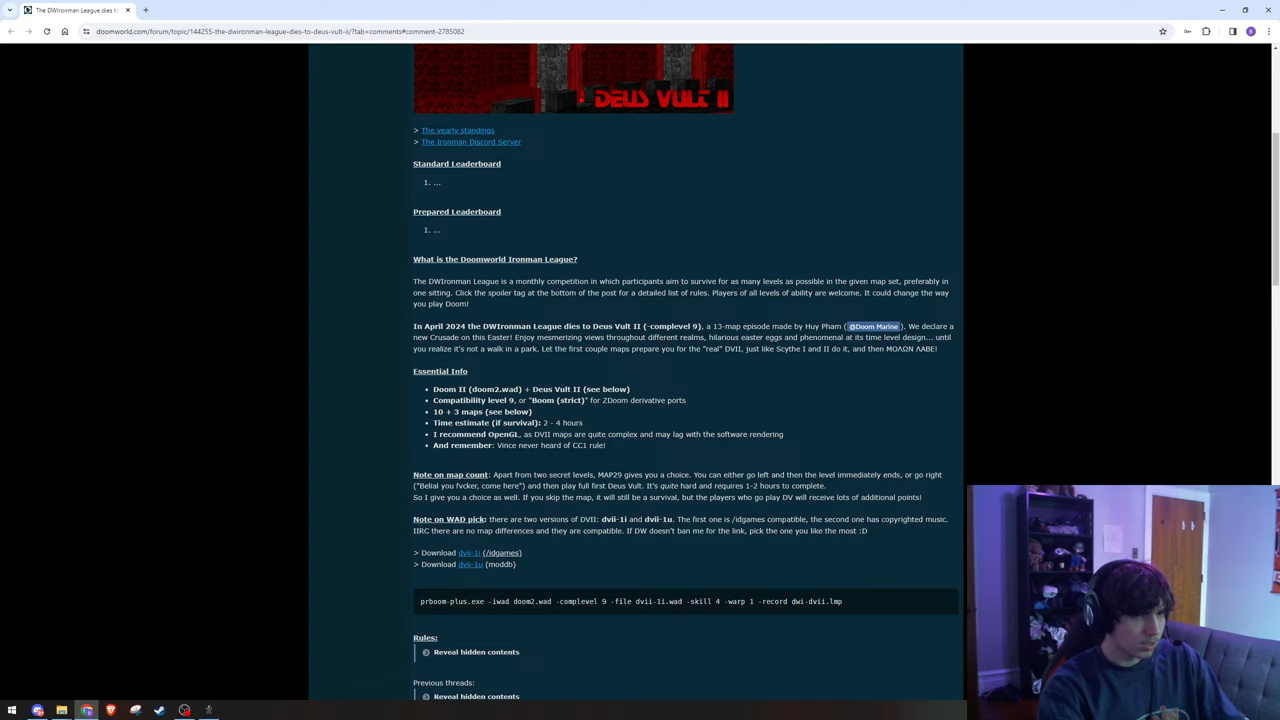 The DWIronman League dies to
doomworld.com/forum/topic/144255-the-dwironman-league-dies-to-deus-vult-ii/?tab=comments#comment-2785082
DEUS VULT II
> The yearly standings
> The Ironman Discord Server
Standard Leaderboard
1. ...
Prepared Leaderboard
1. ...
What is the Doomworld Ironman League?
The DWIronman League is a monthly competition in which participants aim to survive for as many levels as possible in the given map set, preferably in
one sitting. Click the spoiler tag at the bottom of the post for a detailed list of rules. Players of all levels of ability are welcome. It could change the way
you play Doom!
In April 2024 the DWIronman League dies to Deus Vult II (-complevel 9), a 13-map episode made by Huy Pham (@Doom Marine). We declare a
new Crusade on this Easter! Enjoy mesmerizing views throughout different realms, hilarious easter eggs and phenomenal at its time level design... until
you realize it's not a walk in a park. Let the first couple maps prepare you for the "real" DVII, just like Scythe I and II do it, and then ΜΟΛΩΝ ΛΑΒΕ!
Essential Info
• Doom II (doom2.wad) + Deus Vult II (see below)
• Compatibility level 9, or "Boom (strict)" for ZDoom derivative ports
• 10 + 3 maps (see below)
• Time estimate (if survival): 2 - 4 hours
• I recommend OpenGL, as DVII maps are quite complex and may lag with the software rendering
• And remember: Vince never heard of CC1 rule!
Note on map count: Apart from two secret levels, MAP29 gives you a choice. You can either go left and then the level immediately ends, or go right
("Belial you fvcker, come here") and then play full first Deus Vult. It's quite hard and requires 1-2 hours to complete.
So I give you a choice as well. If you skip the map, it will still be a survival, but the players who go play DV will receive lots of additional points!
Note on WAD pick: there are two versions of DVII: dvii-1i and dvii-1u. The first one is /idgames compatible, the second one has copyrighted music.
IIRC there are no map differences and they are compatible. If DW doesn't ban me for the link, pick the one you like the most :D
> Download dvii-1i (/idgames)
> Download dvii-1u (moddb)
prboom-plus.exe -iwad doom2.wad -complevel 9 -file dvii-1i.wad -skill 4 -warp 1 -record dwi-dvii.lmp
Rules:
Reveal hidden contents
Previous threads:
Reveal hidden contents